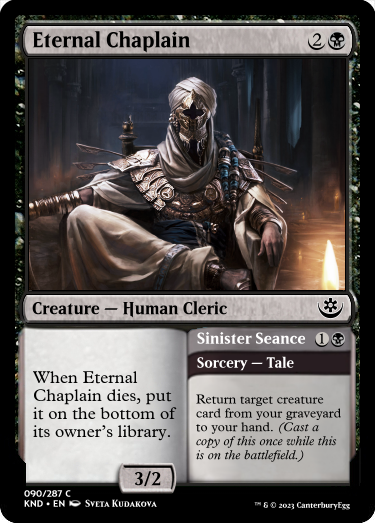 Eternal Chaplain 2
Creature — Human Cleric
Sinister Seance 1
Sorcery — Tale
When Eternal
Chaplain dies, put
it on the bottom of
its owner's library.
Return target creature
card from your graveyard
to your hand. (Cast a
copy of this once while this
is on the battlefield.)
3/2
090/287 C
KND • EN Sveta Kudakova
™ & © 2023 CanterburyEgg